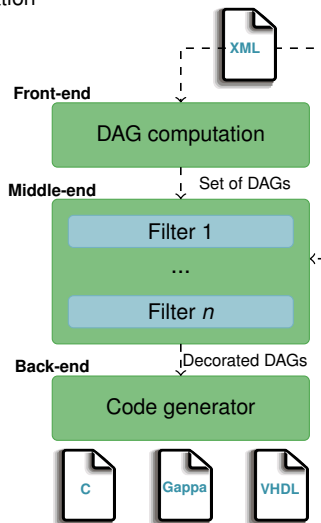 XML
Front-end
DAG computation
Set of DAGs
Middle-end
Filter 1
...
Filter n
Decorated DAGs
Back-end
Code generator
C Gappa VHDL